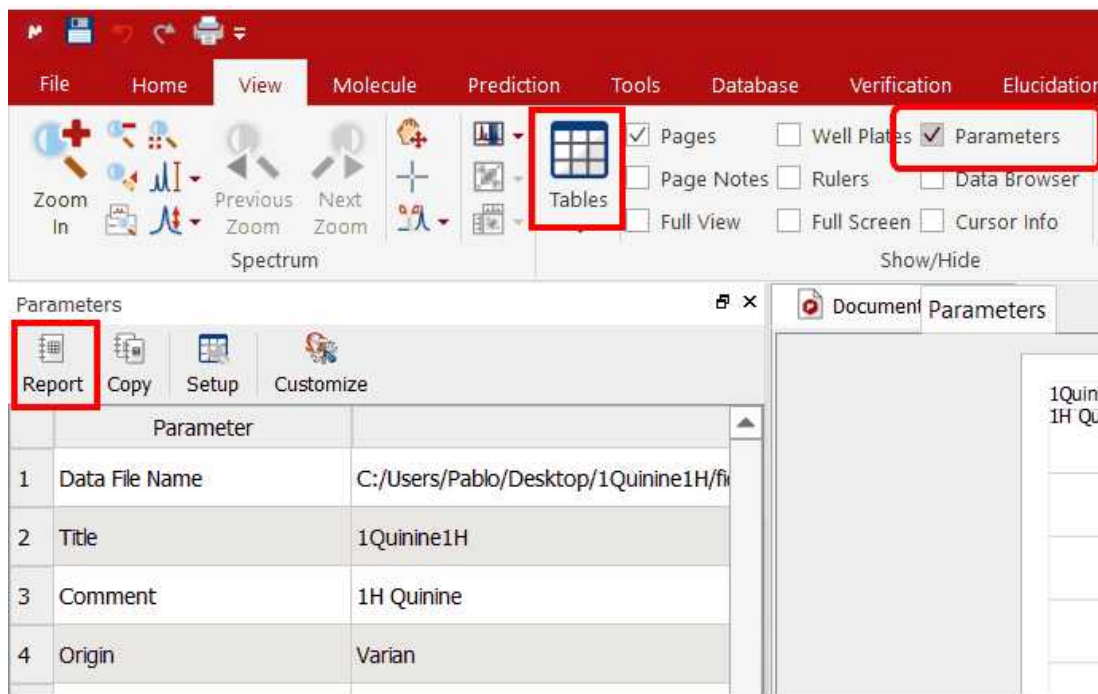 File Home View Molecule Prediction Tools Database Verification Elucidation
Zoom In
Previous Zoom
Next Zoom
Spectrum
Tables
Pages Well Plates Parameters
Page Notes Rulers Data Browser
Full View Full Screen Cursor Info
Show/Hide
Parameters
Document Parameters
Report Copy Setup Customize
1Quin
1H Qu
Parameter
1 Data File Name C:/Users/Pablo/Desktop/1Quinine1H/fi
2 Title 1Quinine1H
3 Comment 1H Quinine
4 Origin Varian